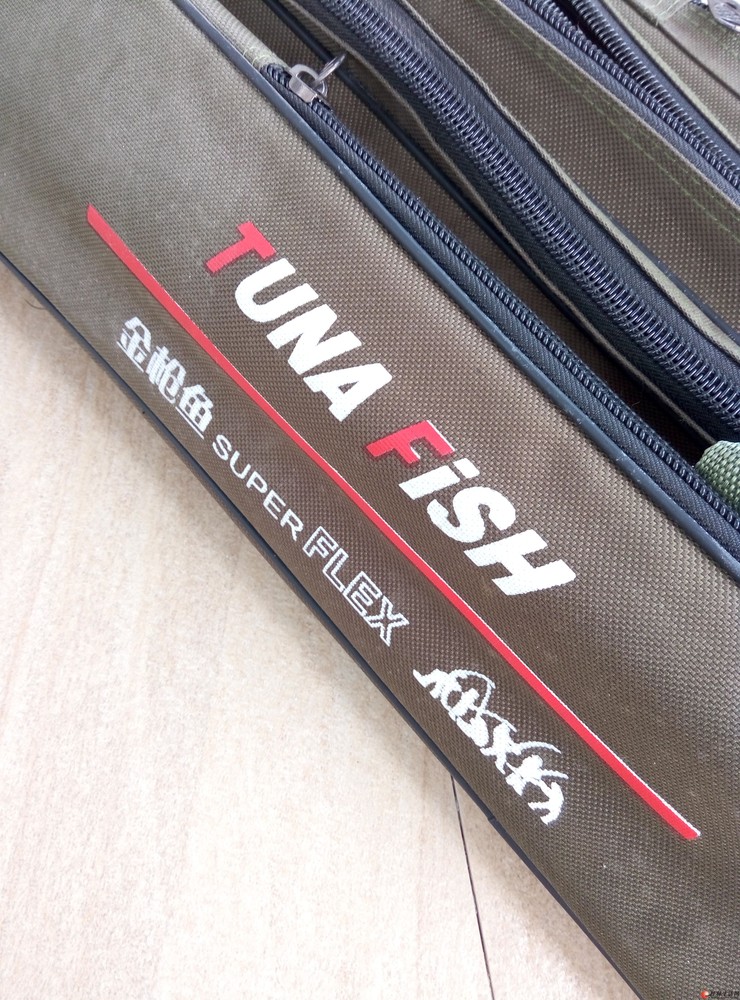 TUNA FiSH
金枪鱼 SUPER FLEX